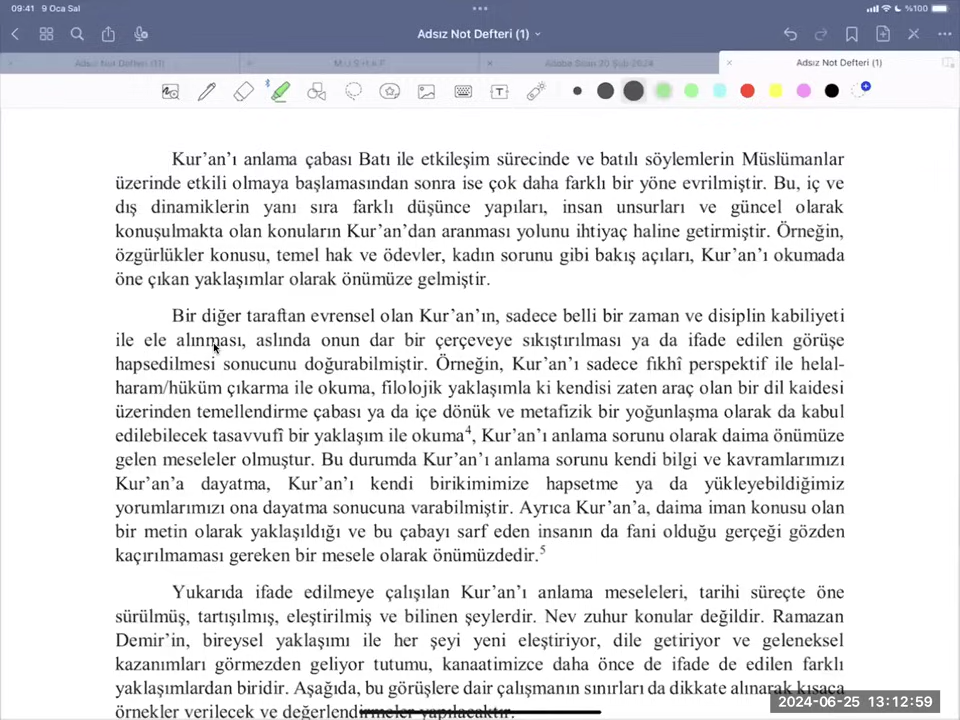 09:41 9 Oca Sal
%100
Adsız Not Defteri (1)
Adsız Not Defteri (11)
Adsız Not Defteri (1)
Kur’an’ı anlama çabası Batı ile etkileşim sürecinde ve batılı söylemlerin Müslümanlar
üzerinde etkili olmaya başlamasından sonra ise çok daha farklı bir yöne evrilmiştir. Bu, iç ve
dış dinamiklerin yanı sıra farklı düşünce yapıları, insan unsurları ve güncel olarak
konuşulmakta olan konuların Kur’an’dan aranması yolunu ihtiyaç haline getirmiştir. Örneğin,
özgürlükler konusu, temel hak ve ödevler, kadın sorunu gibi bakış açıları, Kur’an’ı okumada
öne çıkan yaklaşımlar olarak önümüze gelmiştir.
Bir diğer taraftan evrensel olan Kur’an’ın, sadece belli bir zaman ve disiplin kabiliyeti
ile ele alınması, aslında onun dar bir çerçeveye sıkıştırılması ya da ifade edilen görüşe
hapsedilmesi sonucunu doğurabilmiştir. Örneğin, Kur’an’ı sadece fıkhî perspektif ile helal-
haram/hüküm çıkarma ile okuma, filolojik yaklaşımla ki kendisi zaten araç olan bir dil kaidesi
üzerinden temellendirme çabası ya da içe dönük ve metafizik bir yoğunlaşma olarak da kabul
edilebilecek tasavvufî bir yaklaşım ile okuma⁴, Kur’an’ı anlama sorunu olarak daima önümüze
gelen meseleler olmuştur. Bu durumda Kur’an’ı anlama sorunu kendi bilgi ve kavramlarımızı
Kur’an’a dayatma, Kur’an’ı kendi birikimimize hapsetme ya da yükleyebildiğimiz
yorumlarımızı ona dayatma sonucuna varabilmiştir. Ayrıca Kur’an’a, daima iman konusu olan
bir metin olarak yaklaşıldığı ve bu çabayı sarf eden insanın da fani olduğu gerçeği gözden
kaçırılmaması gereken bir mesele olarak önümüzdedir.⁵
Yukarıda ifade edilmeye çalışılan Kur’an’ı anlama meseleleri, tarihi süreçte öne
sürülmüş, tartışılmış, eleştirilmiş ve bilinen şeylerdir. Nev zuhur konular değildir. Ramazan
Demir’in, bireysel yaklaşımı ile her şeyi yeni eleştiriyor, dile getiriyor ve geleneksel
kazanımları görmezden geliyor tutumu, kanaatimizce daha önce de ifade de edilen farklı
yaklaşımlardan biridir. Aşağıda, bu görüşlere dair çalışmanın sınırları da dikkate alınarak kısaca
örnekler verilecek ve değerlendirmeler yapılacaktır.
2024-06-25 13:12:59